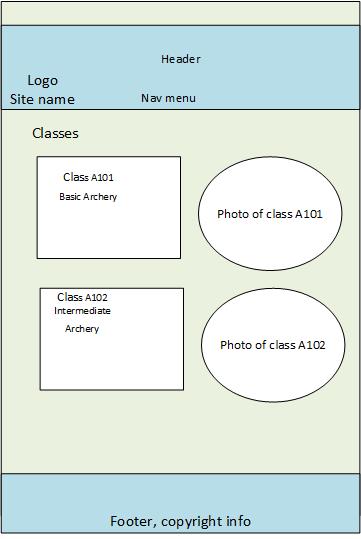 Header
Logo
Site name
Nav menu
Classes
Class A101
Basic Archery
Photo of class A101
Class A102
Intermediate
Archery
Photo of class A102
Footer, copyright info